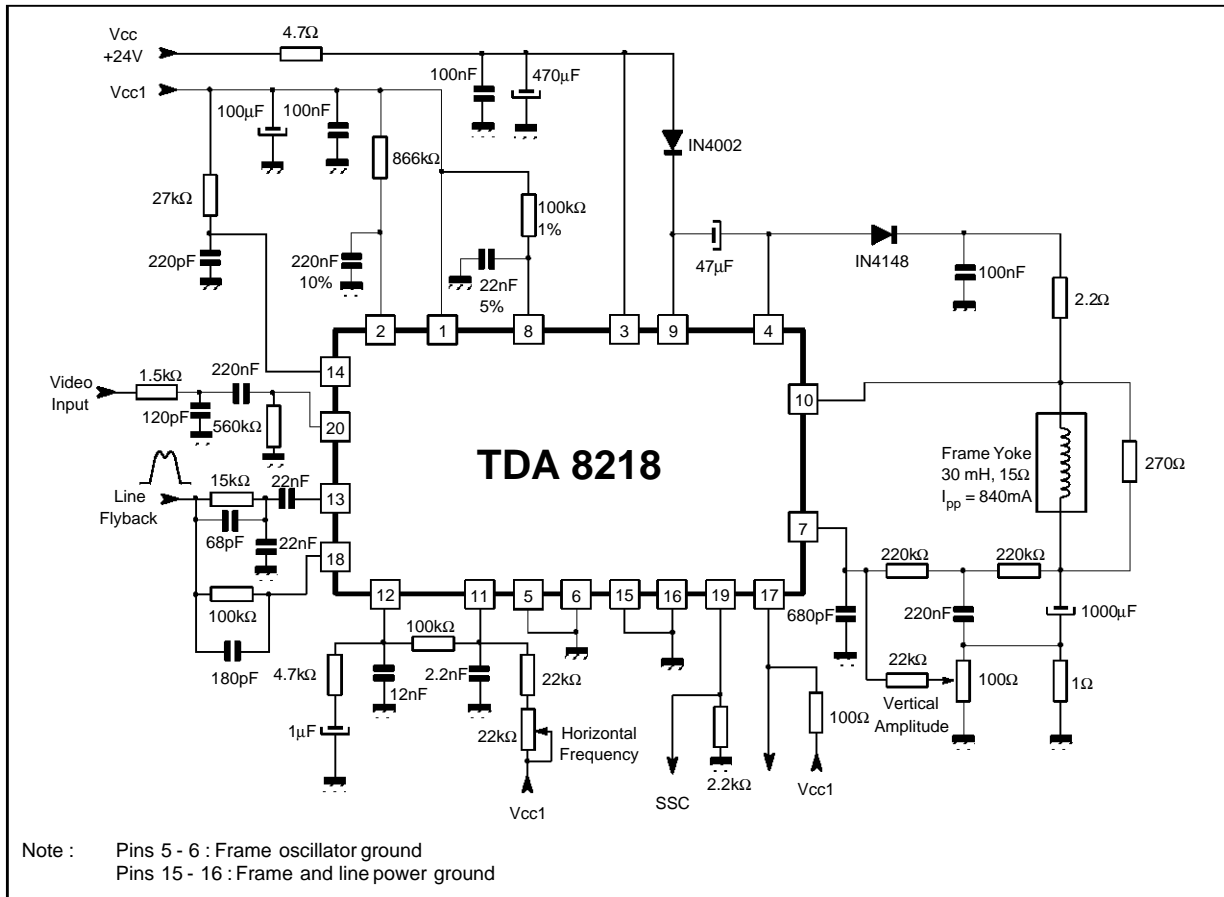 Vcc
+24V
4.7Ω
Vcc1
100µF
100nF
100nF
470µF
IN4002
866kΩ
27kΩ
100kΩ
1%
220pF
220nF
10%
22nF
5%
47µF
IN4148
100nF
2.2Ω
2
1
8
3
9
4
14
Video
Input
1.5kΩ
220nF
120pF
560kΩ
20
10
TDA 8218
Frame Yoke
30 mH, 15Ω
Ipp = 840mA
270Ω
Line
Flyback
15kΩ
22nF
13
68pF
22nF
18
7
100kΩ
180pF
220kΩ
220kΩ
12
11
5
6
15
16
19
17
680pF
220nF
1000µF
100kΩ
4.7kΩ
12nF
2.2nF
22kΩ
22kΩ
100Ω
1Ω
Vertical
Amplitude
1µF
22kΩ
Horizontal
Frequency
100Ω
Vcc1
SSC
2.2kΩ
Vcc1
Note : Pins 5 - 6 : Frame oscillator ground
Pins 15 - 16 : Frame and line power ground